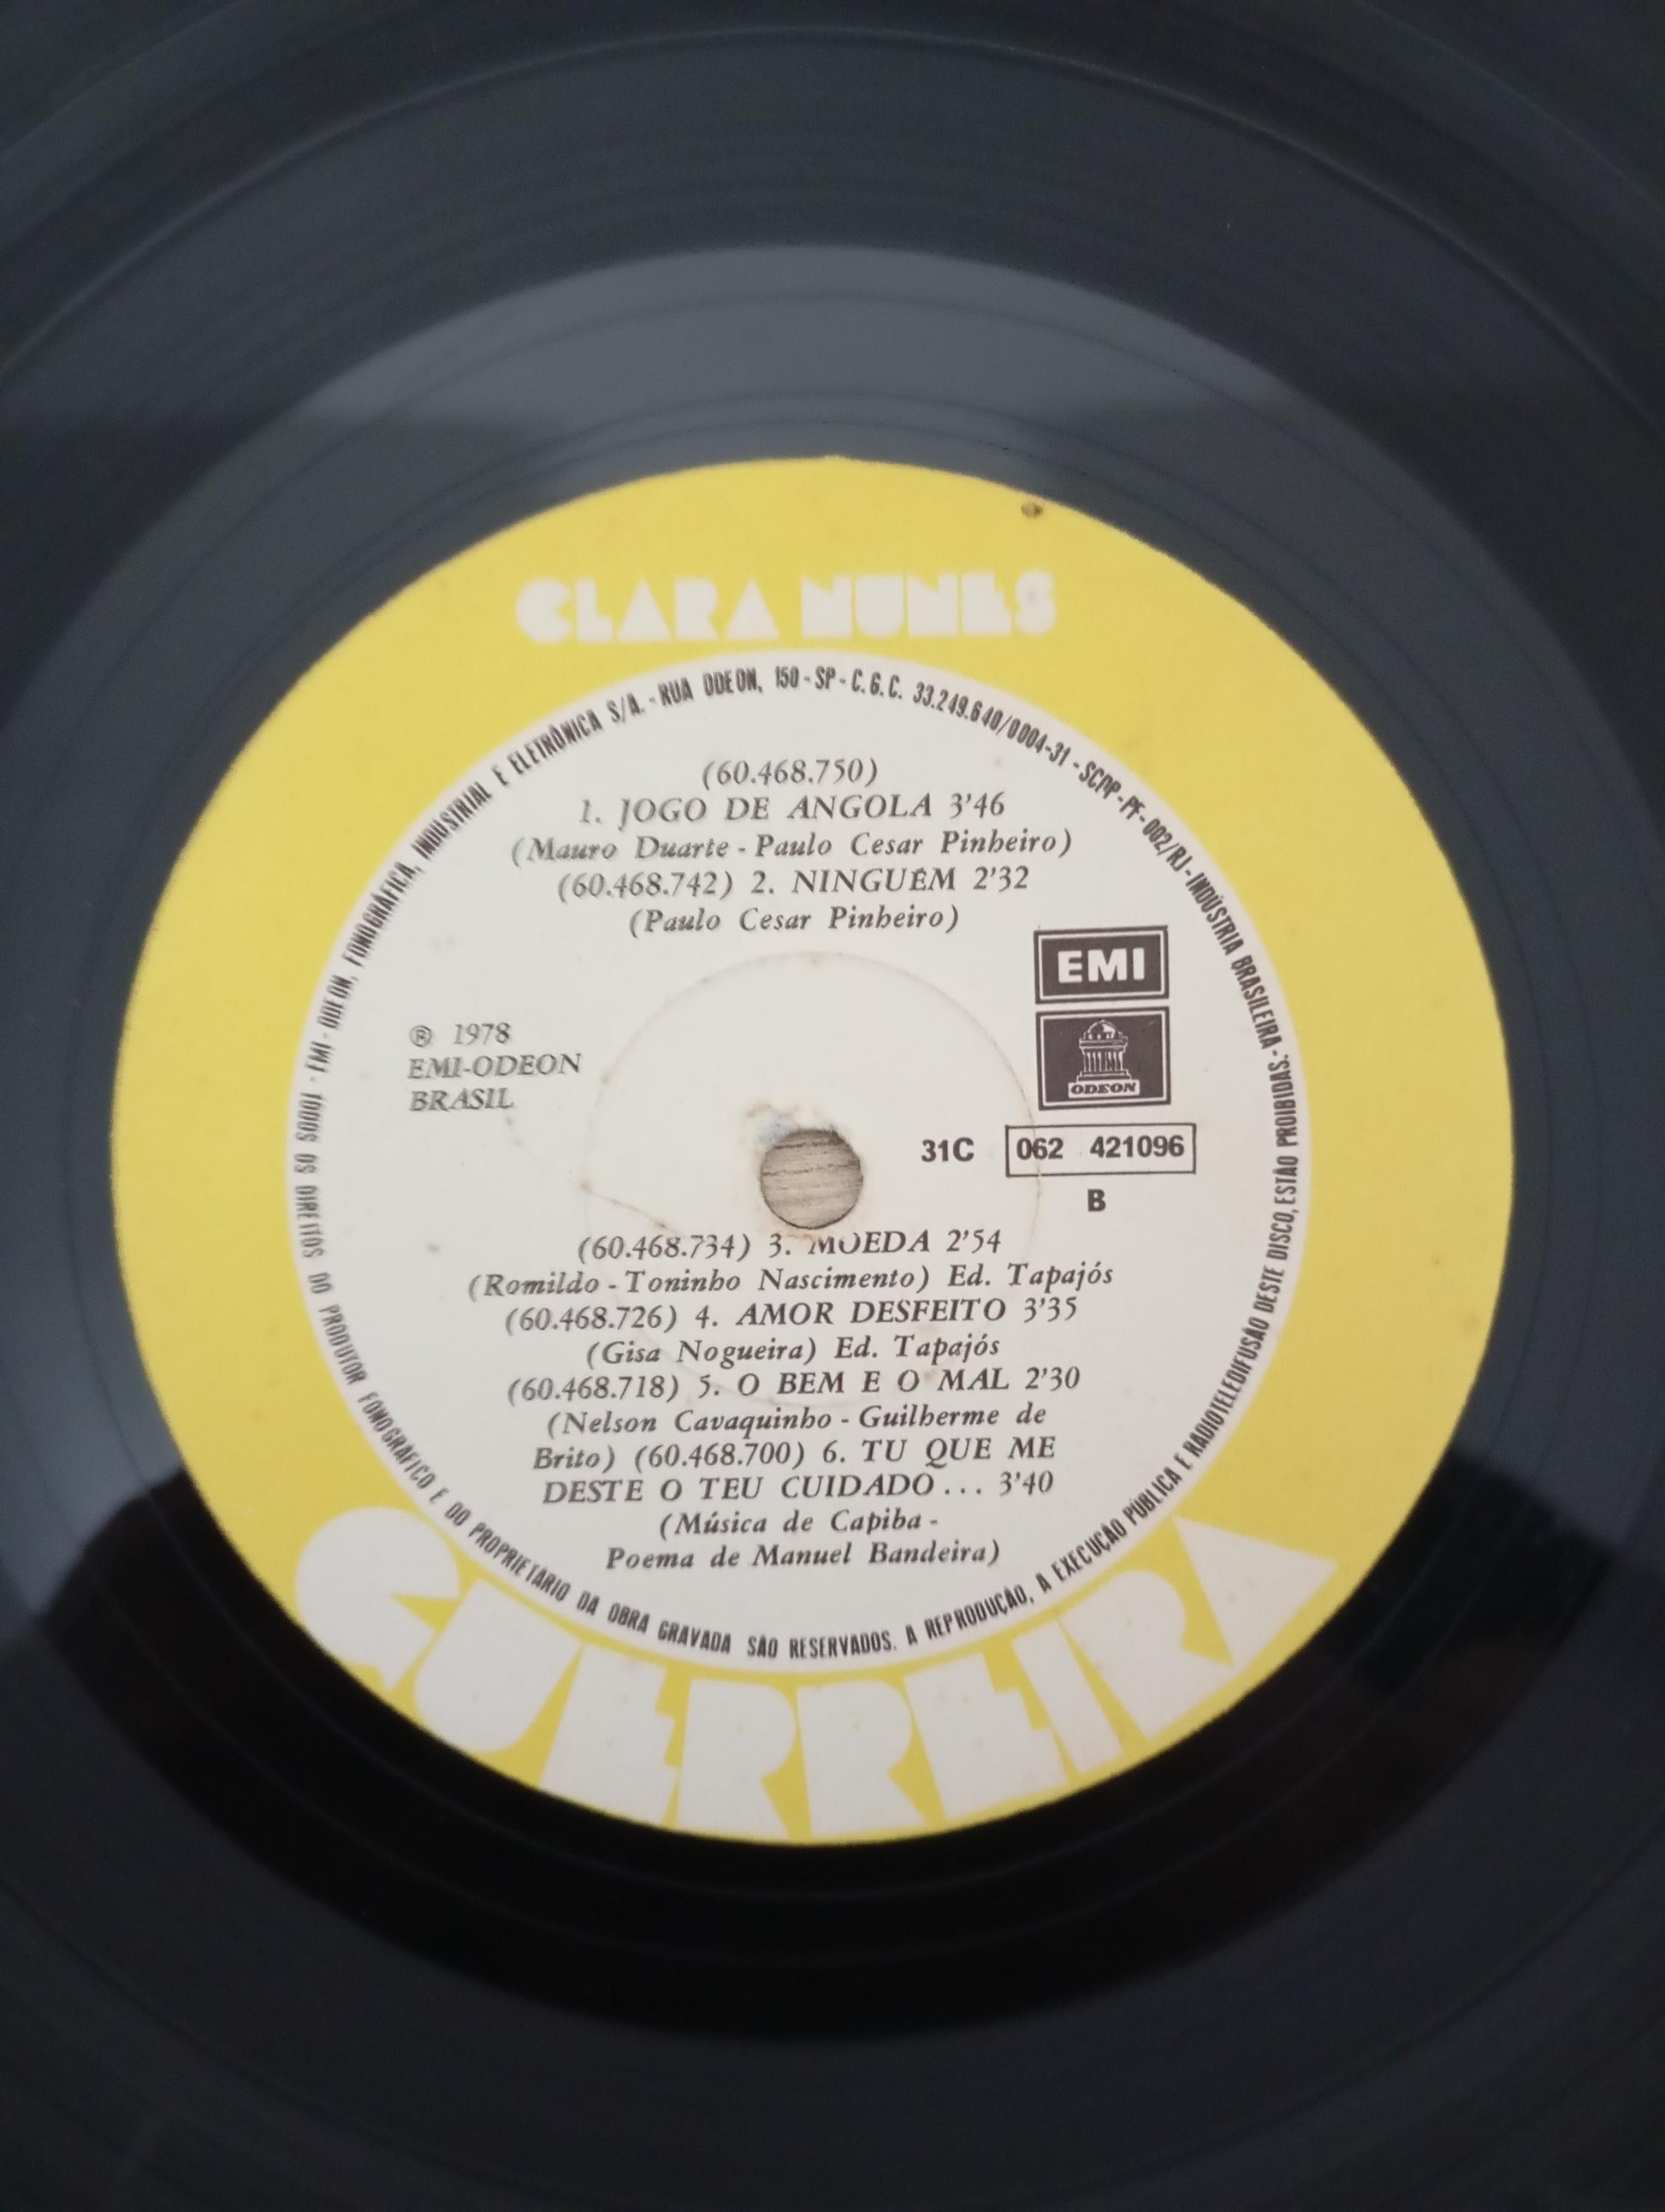 CLARA NUNES
EMI-ODEON, FONOGRÁFICA, INDUSTRIAL E ELETRÔNICA S/A. - RUA ODEON, 150 - SP - C.G.C. 33.249.640/0004-31 - SCDP - PF - 002/RJ - INDÚSTRIA BRASILEIRA -
(60.468.750)
1. JOGO DE ANGOLA 3'46
(Mauro Duarte - Paulo Cesar Pinheiro)
(60.468.742) 2. NINGUÉM 2'32
(Paulo Cesar Pinheiro)
EMI
ODEON
℗ 1978
EMI-ODEON
BRASIL
31C 062 421096
B
(60.468.734) 3. MOEDA 2'54
(Romildo - Toninho Nascimento) Ed. Tapajós
(60.468.726) 4. AMOR DESFEITO 3'35
(Gisa Nogueira) Ed. Tapajós
(60.468.718) 5. O BEM E O MAL 2'30
(Nelson Cavaquinho - Guilherme de
Brito) (60.468.700) 6. TU QUE ME
DESTE O TEU CUIDADO... 3'40
(Música de Capiba -
Poema de Manuel Bandeira)
TODOS OS DIREITOS DO PRODUTOR FONOGRÁFICO E DO PROPRIETÁRIO DA OBRA GRAVADA SÃO RESERVADOS. A REPRODUÇÃO, A EXECUÇÃO PÚBLICA E RADIOTELEDIFUSÃO DESTE DISCO, ESTÃO PROIBIDAS.
GUERREIRA